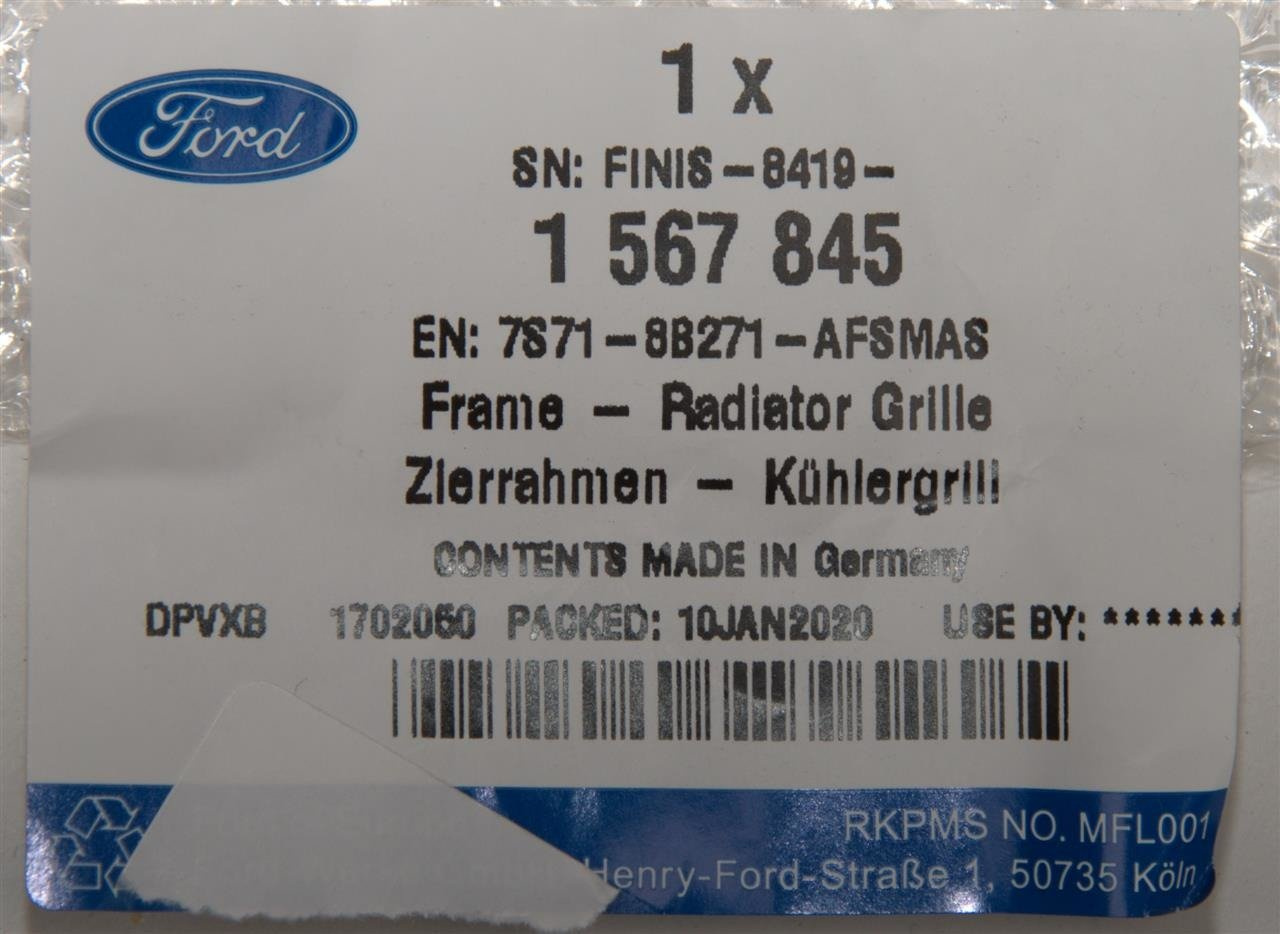 Ford
1 x
SN: FINIS-8419-
1 567 845
EN: 7S71-8B271-AFSMAS
Frame - Radiator Grille
Zierrahmen - Kühlergrill
CONTENTS MADE IN Germany
DPVXB 1702060 PACKED: 10JAN2020 USE BY: *******
RKPMS NO. MFL001
Henry-Ford-Straße 1, 50735 Köln